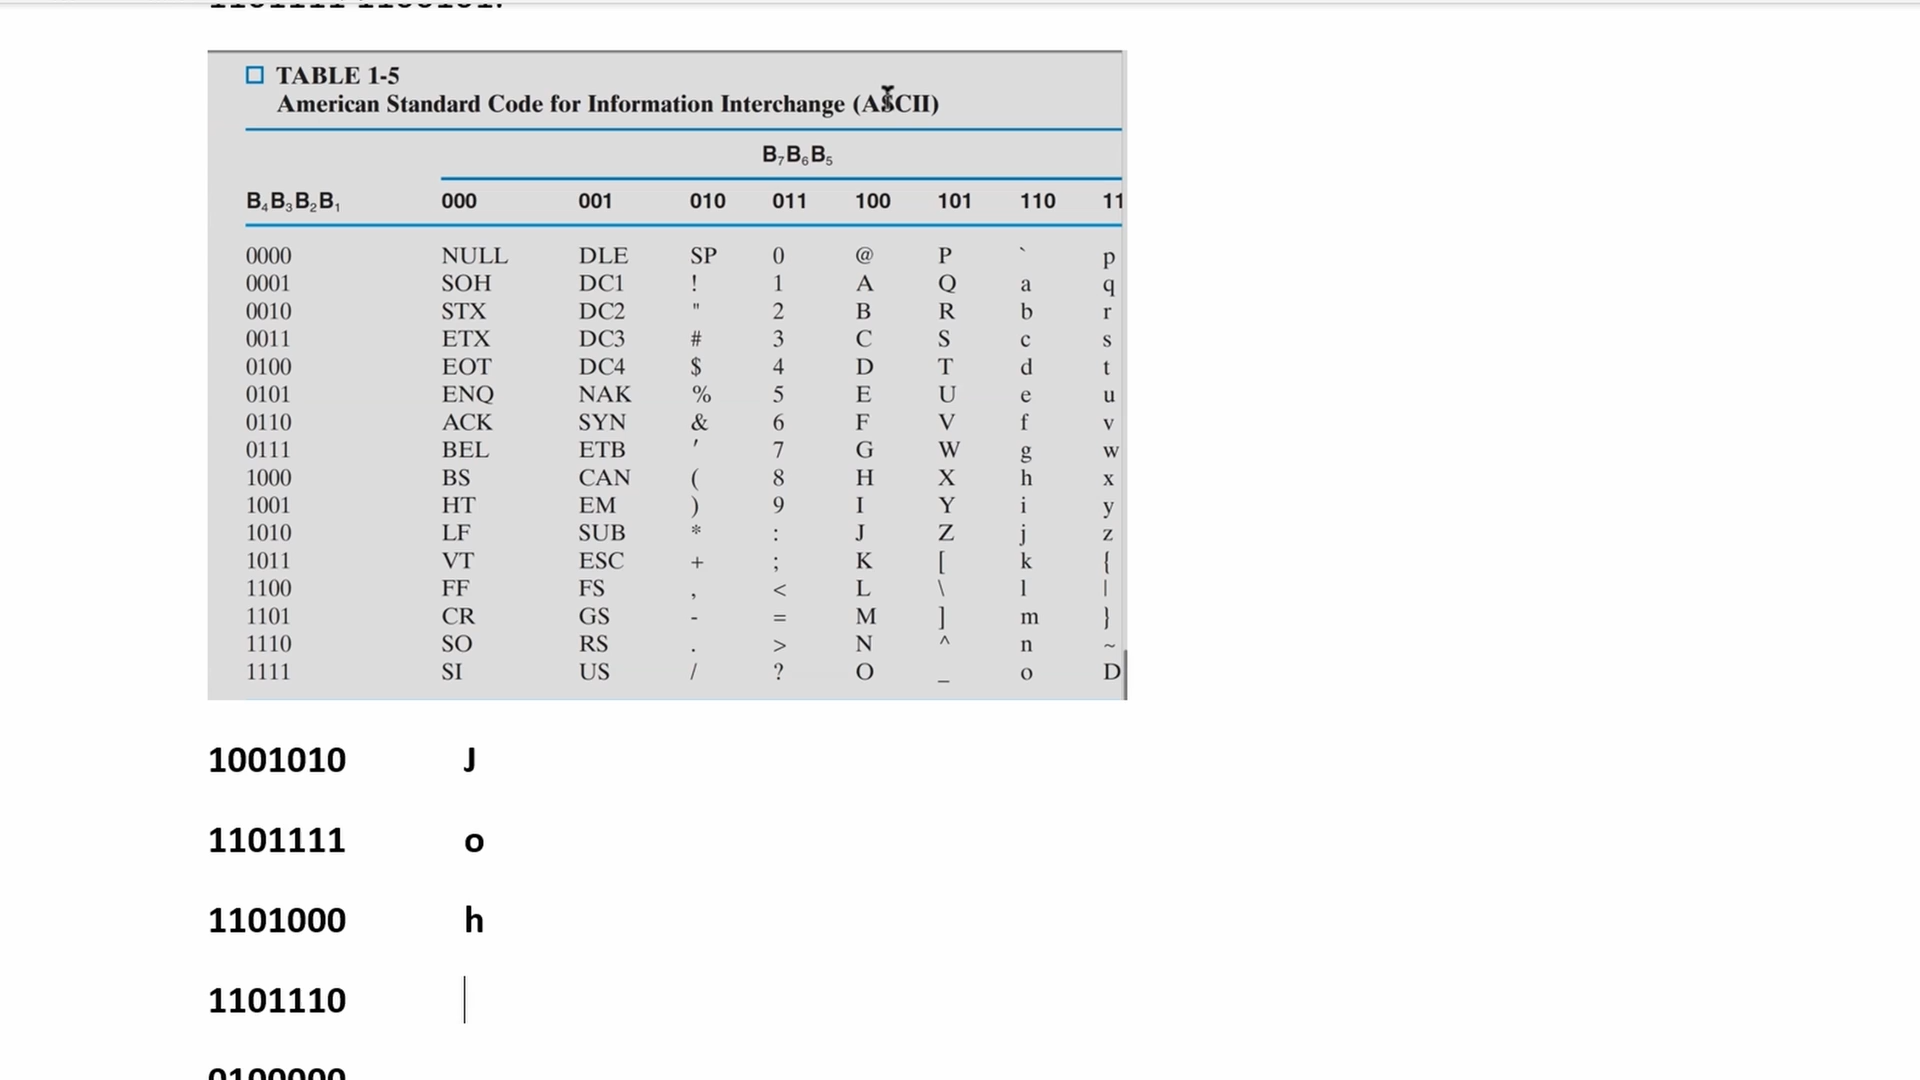 1101111 1100101.
TABLE 1-5
American Standard Code for Information Interchange (ASCII)
B₇B₆B₅
B₄B₃B₂B₁ 000 001 010 011 100 101 110 11
0000 NULL DLE SP 0 @ P ` p
0001 SOH DC1 ! 1 A Q a q
0010 STX DC2 " 2 B R b r
0011 ETX DC3 # 3 C S c s
0100 EOT DC4 $ 4 D T d t
0101 ENQ NAK % 5 E U e u
0110 ACK SYN & 6 F V f v
0111 BEL ETB ' 7 G W g w
1000 BS CAN ( 8 H X h x
1001 HT EM ) 9 I Y i y
1010 LF SUB * : J Z j z
1011 VT ESC + ; K [ k {
1100 FF FS , < L \ l |
1101 CR GS - = M ] m }
1110 SO RS . > N ^ n ~
1111 SI US / ? O _ o D
1001010 J
1101111 o
1101000 h
1101110
0100000